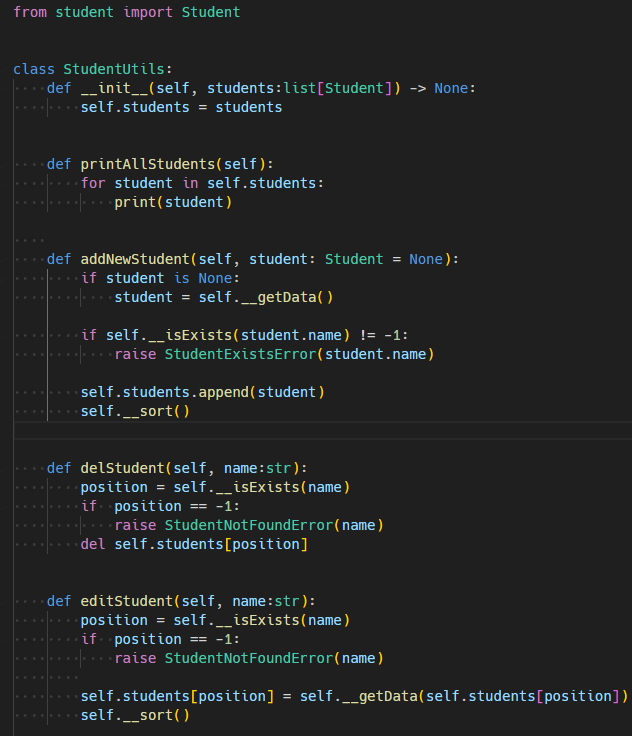 from student import Student
class StudentUtils:
    def __init__(self, students:list[Student]) -> None:
        self.students = students
    def printAllStudents(self):
        for student in self.students:
            print(student)
    def addNewStudent(self, student: Student = None):
        if student is None:
            student = self.__getData()
        if self.__isExists(student.name) != -1:
            raise StudentExistsError(student.name)
        self.students.append(student)
        self.__sort()
    def delStudent(self, name:str):
        position = self.__isExists(name)
        if  position == -1:
            raise StudentNotFoundError(name)
        del self.students[position]
    def editStudent(self, name:str):
        position = self.__isExists(name)
        if  position == -1:
            raise StudentNotFoundError(name)
        self.students[position] = self.__getData(self.students[position])
        self.__sort()